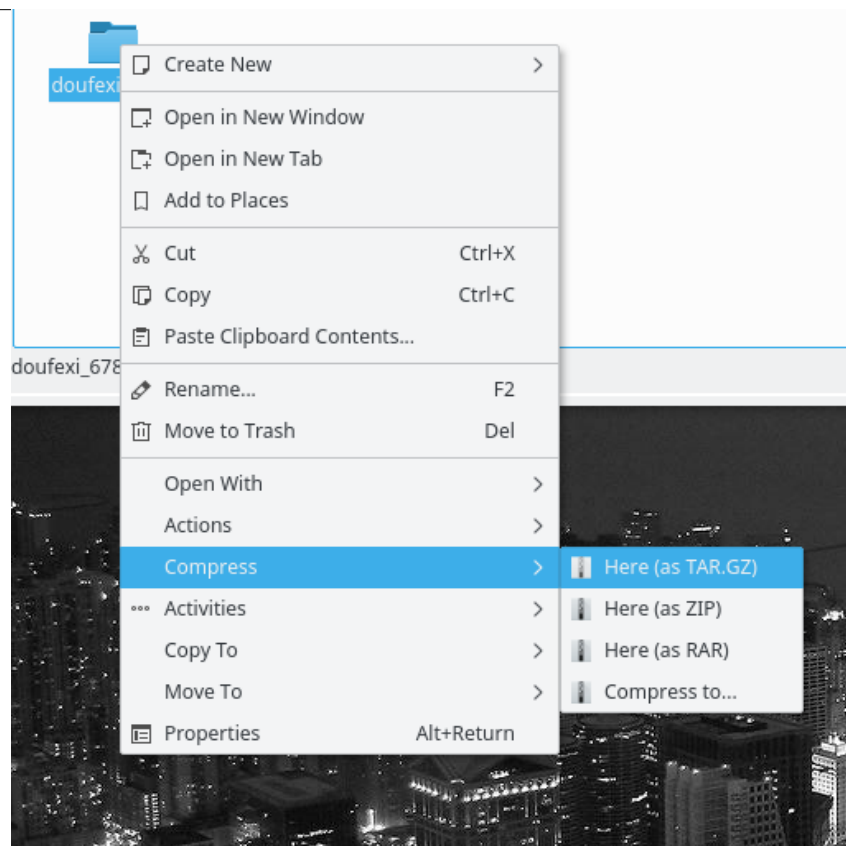 Create New
doufexi
Open in New Window
Open in New Tab
Add to Places
Cut Ctrl+X
Copy Ctrl+C
Paste Clipboard Contents...
doufexi_678
Rename... F2
Move to Trash Del
Open With
Actions
Compress
Here (as TAR.GZ)
Activities
Here (as ZIP)
Copy To
Here (as RAR)
Move To
Compress to...
Properties Alt+Return